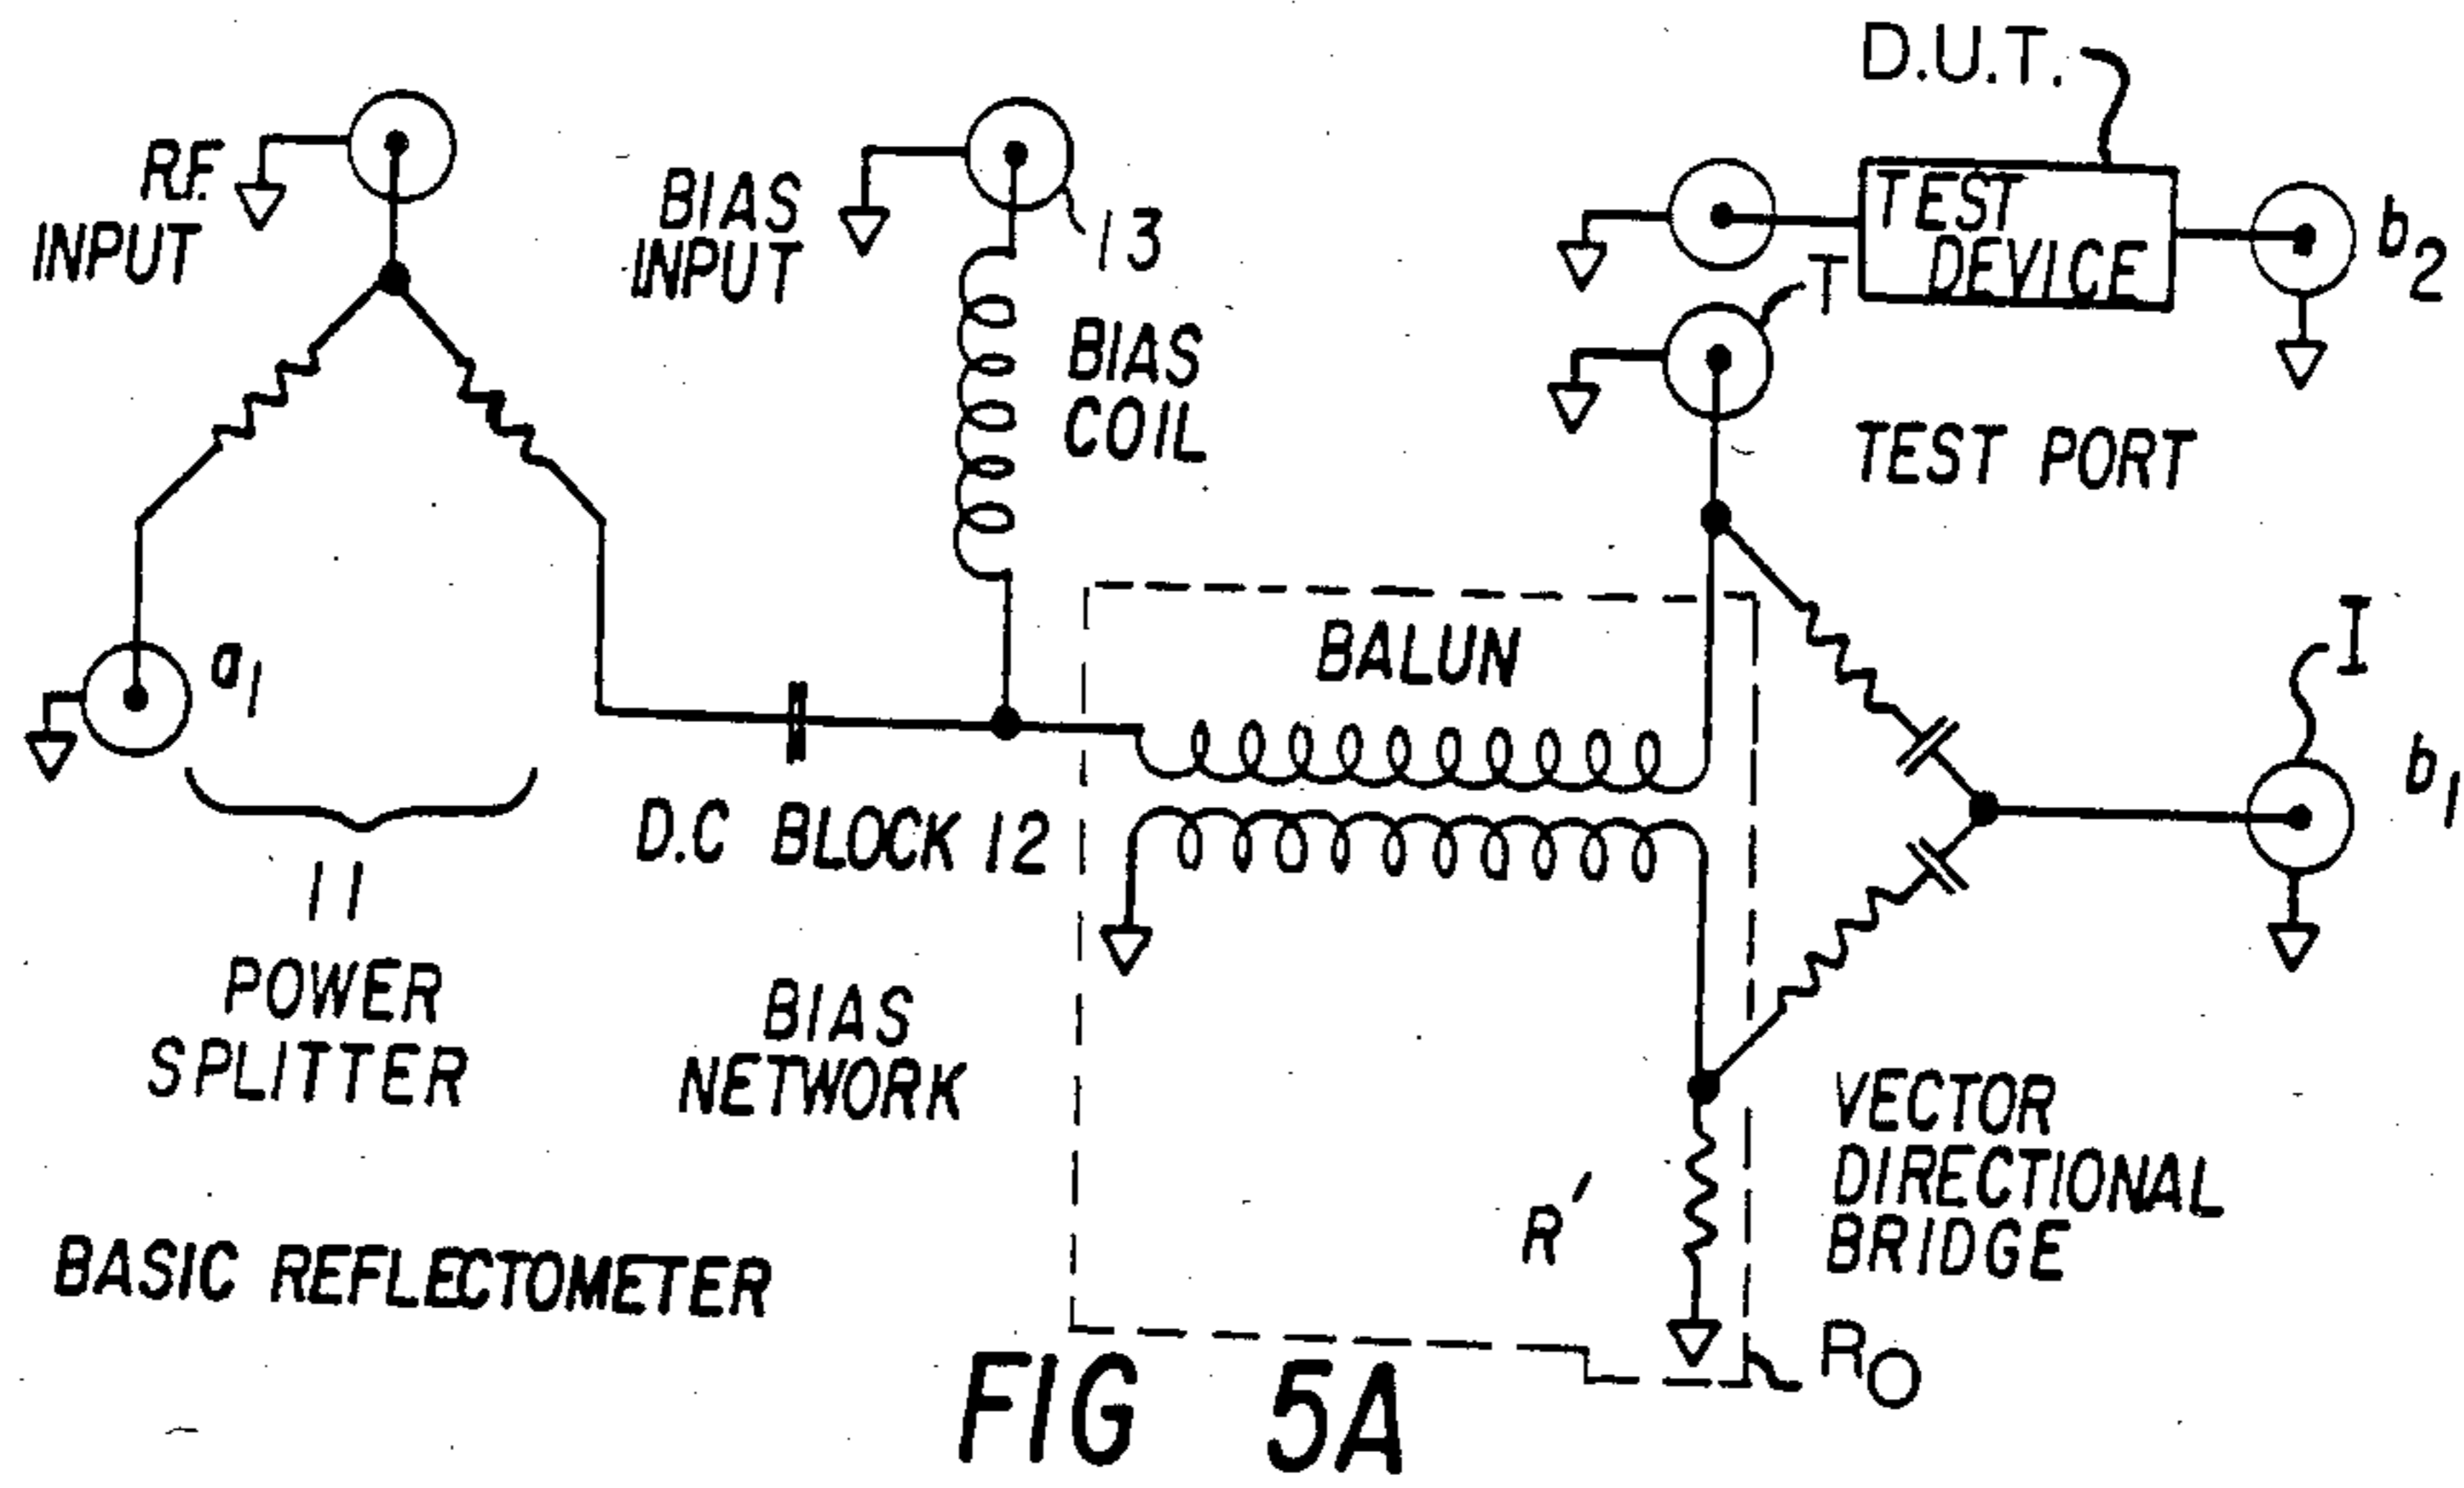 D.U.T.
R.F.
INPUT
BIAS
INPUT
13
BIAS
COIL
TEST
DEVICE
b2
T
TEST PORT
a1
BALUN
I
b1
D.C BLOCK 12
11
POWER
SPLITTER
BIAS
NETWORK
R'
VECTOR
DIRECTIONAL
BRIDGE
BASIC REFLECTOMETER
RO
FIG 5A